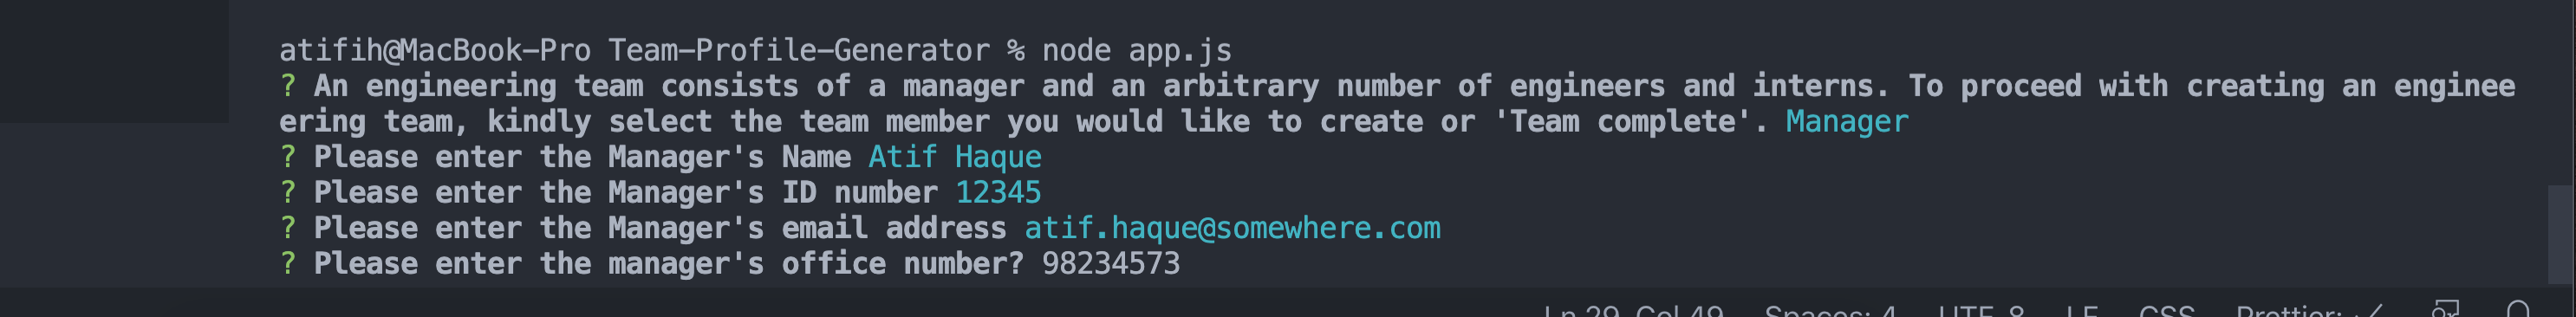 atifih@MacBook-Pro Team-Profile-Generator % node app.js
? An engineering team consists of a manager and an arbitrary number of engineers and interns. To proceed with creating an enginee
ering team, kindly select the team member you would like to create or 'Team complete'. Manager
? Please enter the Manager's Name Atif Haque
? Please enter the Manager's ID number 12345
? Please enter the Manager's email address atif.haque@somewhere.com
? Please enter the manager's office number? 98234573
Ln 29, Col 49 Spaces: 4 UTF-8 LF CSS Prettier: ✓